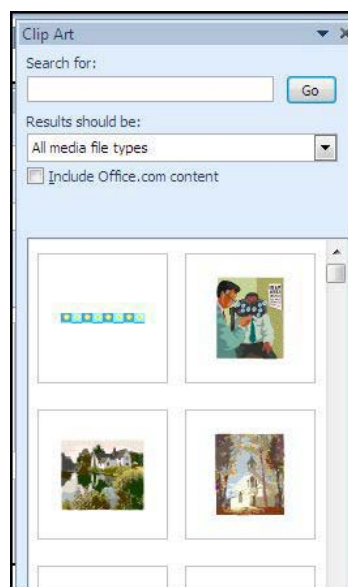 Clip Art
Search for:
Go
Results should be:
All media file types
Include Office.com content